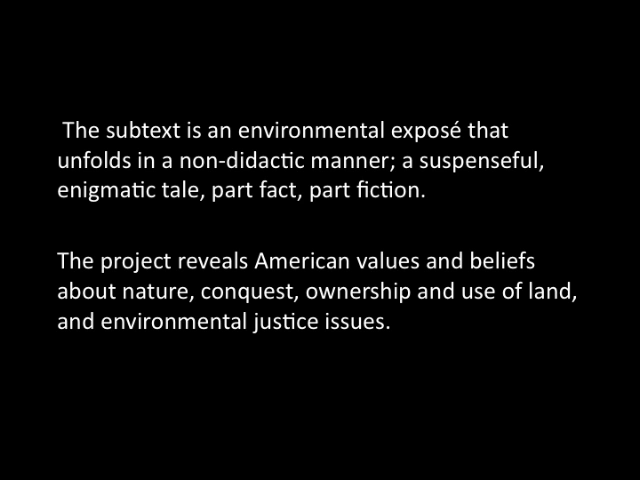 The subtext is an environmental exposé that
unfolds in a non-didactic manner; a suspenseful,
enigmatic tale, part fact, part fiction.
The project reveals American values and beliefs
about nature, conquest, ownership and use of land,
and environmental justice issues.